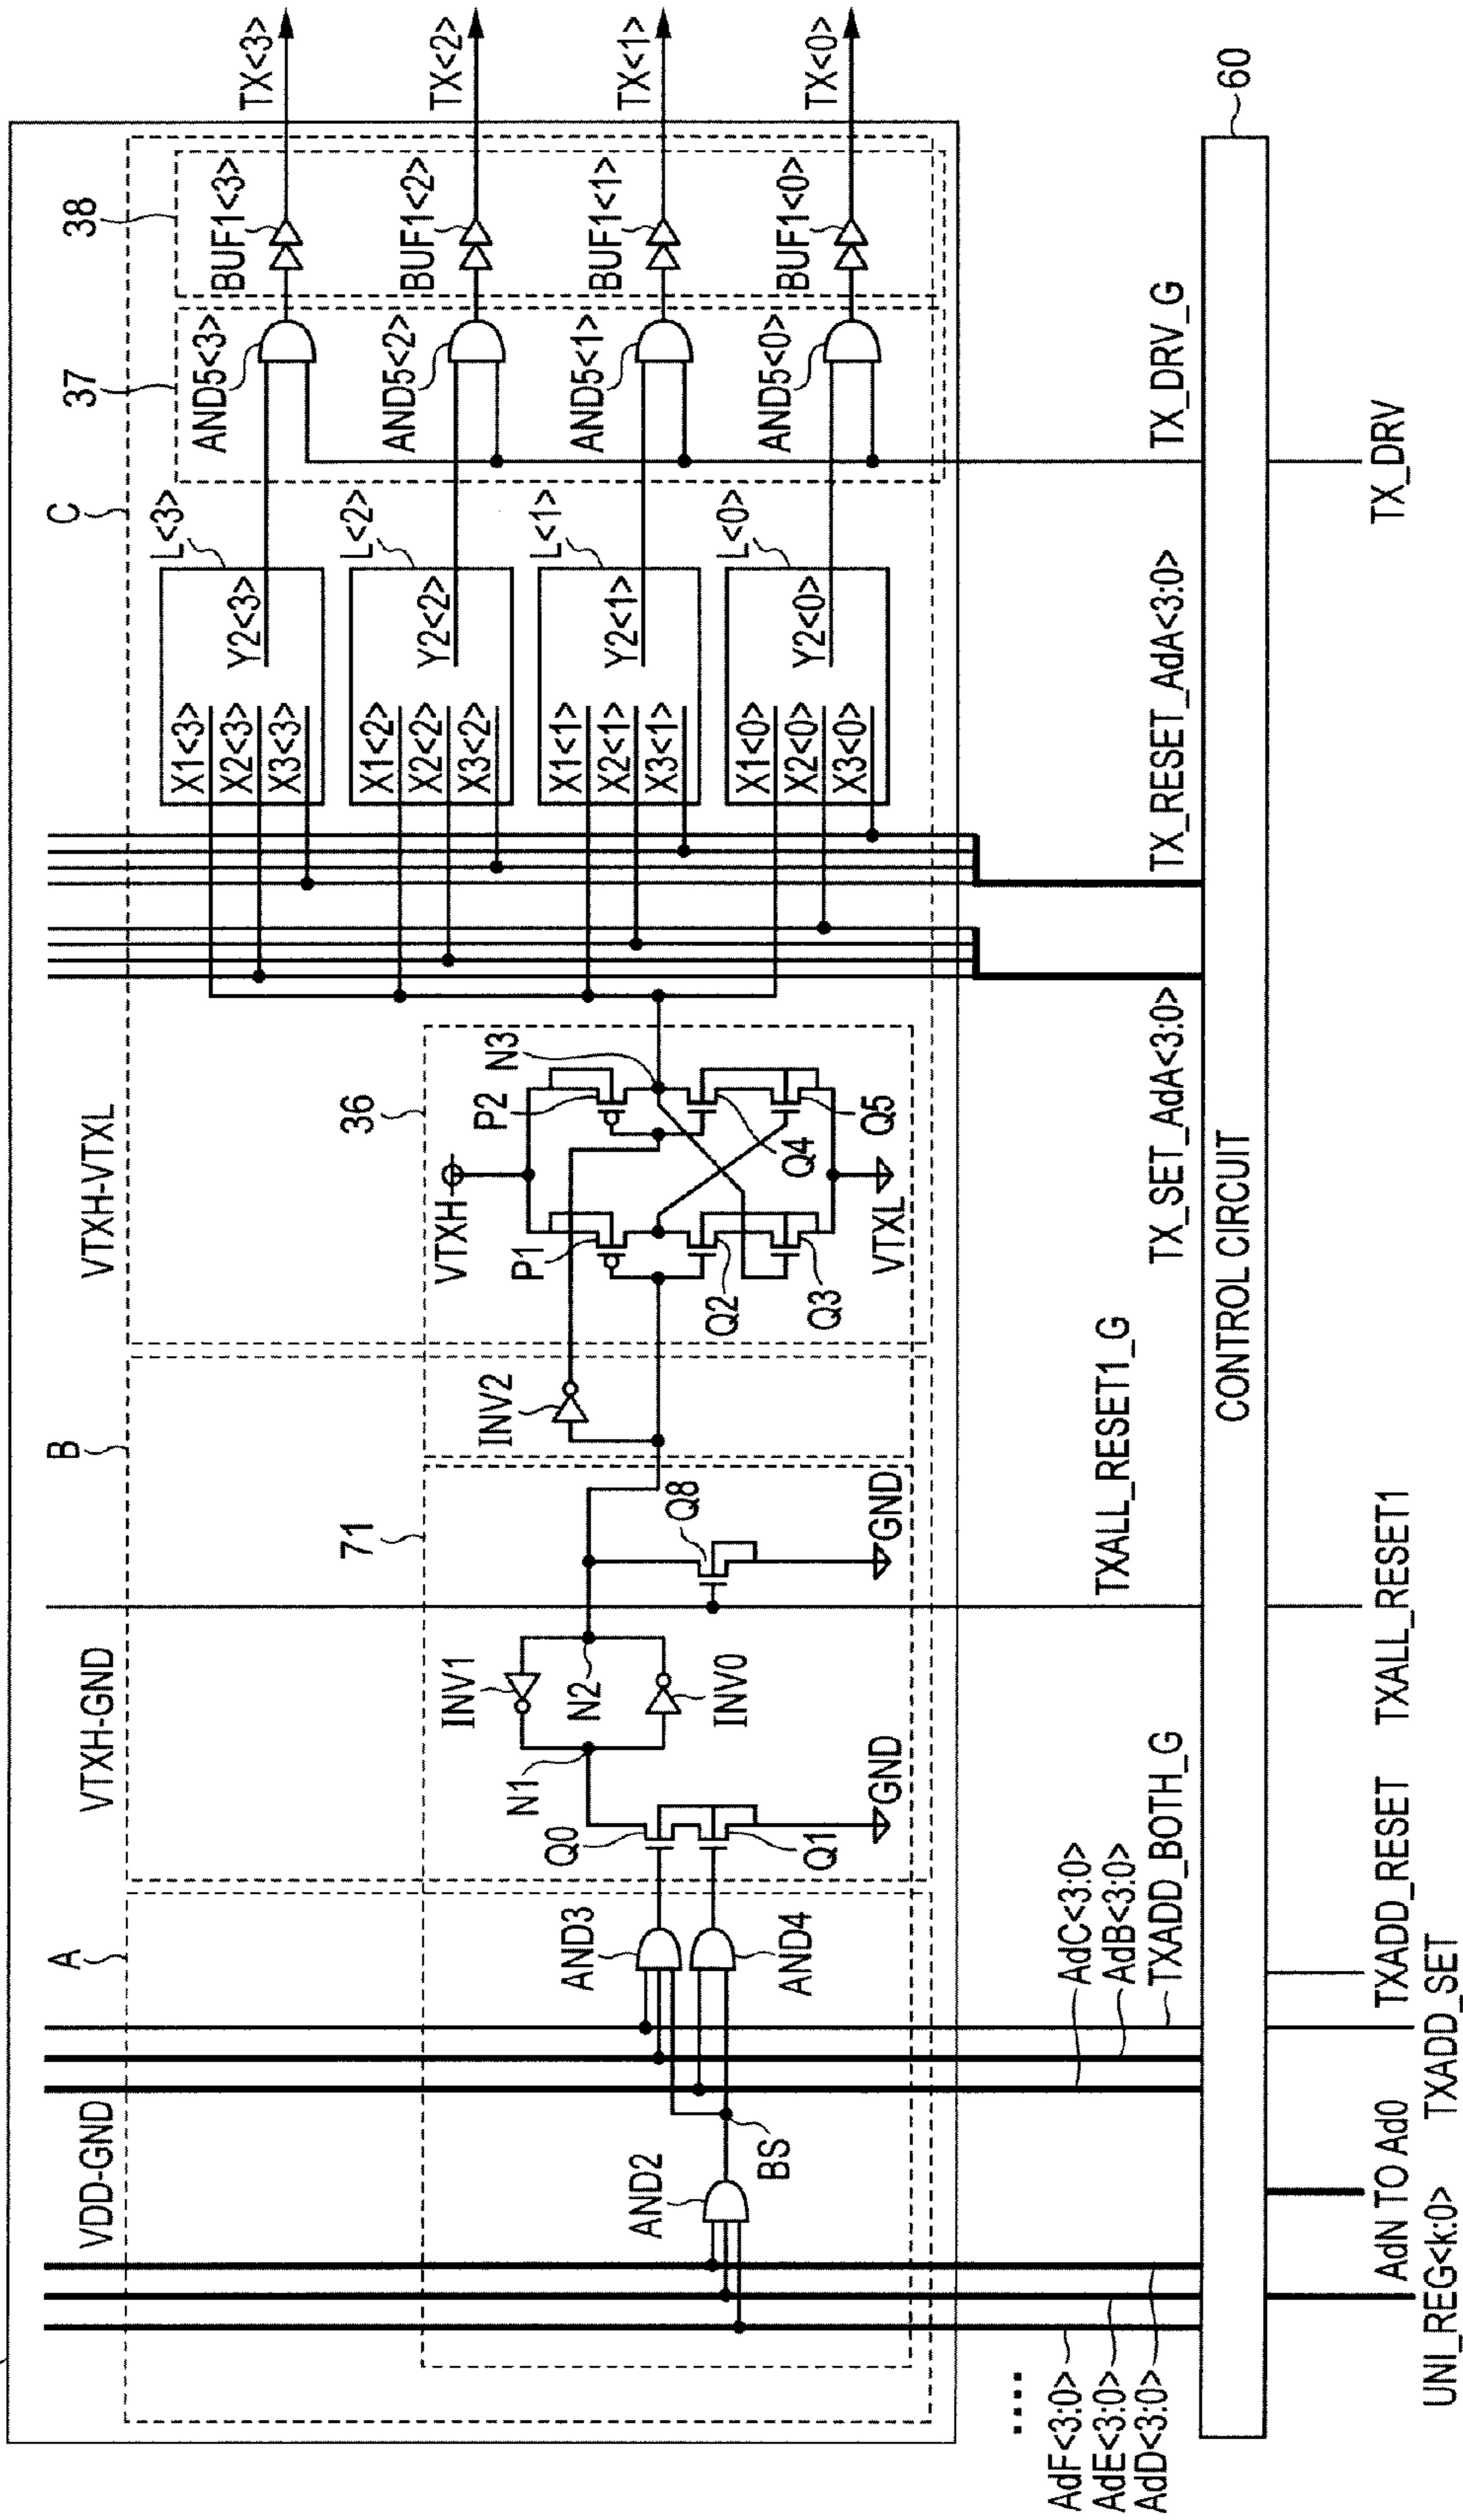 VDD-GND
VTXH-GND
VTXH-VTXL
A
B
C
37
38
71
36
AND2
BS
AND3
AND4
Q0
Q1
N1
INV1
N2
INV0
GND
Q8
GND
INV2
VTXH
P1
P2
N3
Q2
Q3
Q4
Q5
VTXL
L<3>
X1<3>
X2<3>
X3<3>
Y2<3>
L<2>
X1<2>
X2<2>
X3<2>
Y2<2>
L<1>
X1<1>
X2<1>
X3<1>
Y2<1>
L<0>
X1<0>
X2<0>
X3<0>
Y2<0>
AND5<3>
BUF1<3>
TX<3>
AND5<2>
BUF1<2>
TX<2>
AND5<1>
BUF1<1>
TX<1>
AND5<0>
BUF1<0>
TX<0>
AdF<3:0>
AdE<3:0>
AdD<3:0>
AdC<3:0>
AdB<3:0>
TXADD_BOTH_G
TXALL_RESET1_G
TX_SET_AdA<3:0>
TX_RESET_AdA<3:0>
TX_DRV_G
CONTROL CIRCUIT
60
UNI_REG<k:0>
AdN TO Ad0
TXADD_SET
TXADD_RESET
TXALL_RESET1
TX_DRV